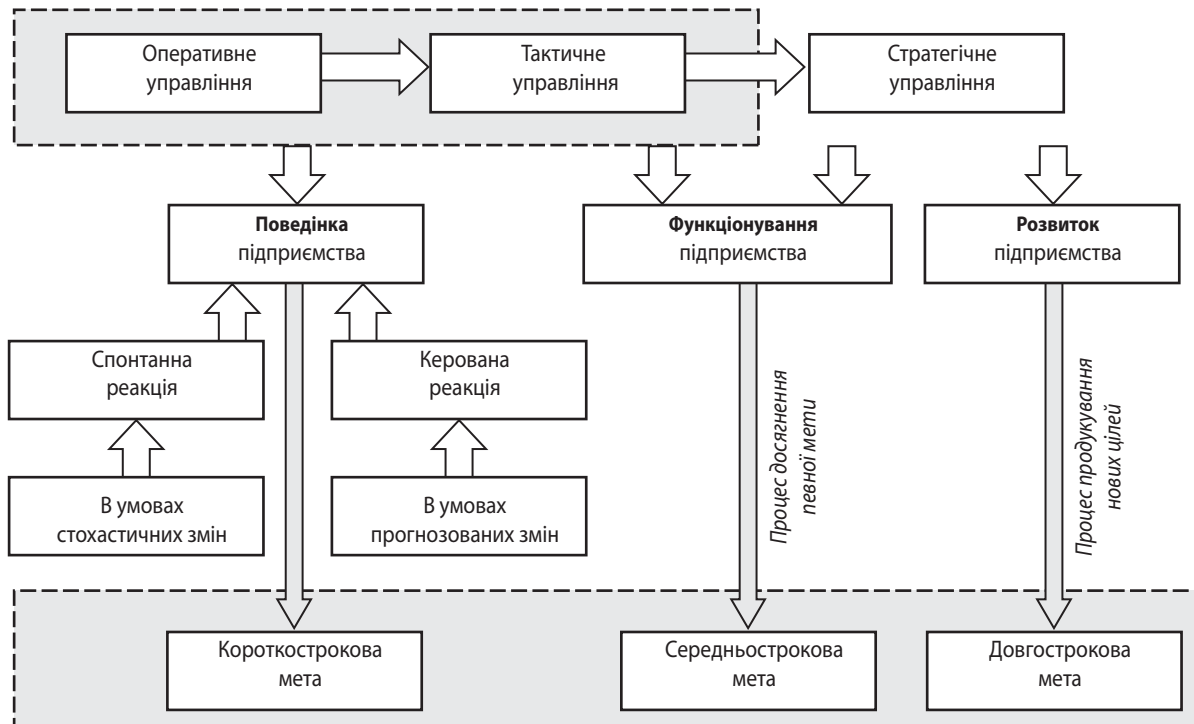 Оперативне
управління
Тактичне
управління
Стратегічне
управління
Поведінка
підприємства
Функціонування
підприємства
Розвиток
підприємства
Спонтанна
реакція
Керована
реакція
В умовах
стохастичних змін
В умовах
прогнозованих змін
Процес досягнення
певної мети
Процес продукування
нових цілей
Короткострокова
мета
Середньострокова
мета
Довгострокова
мета